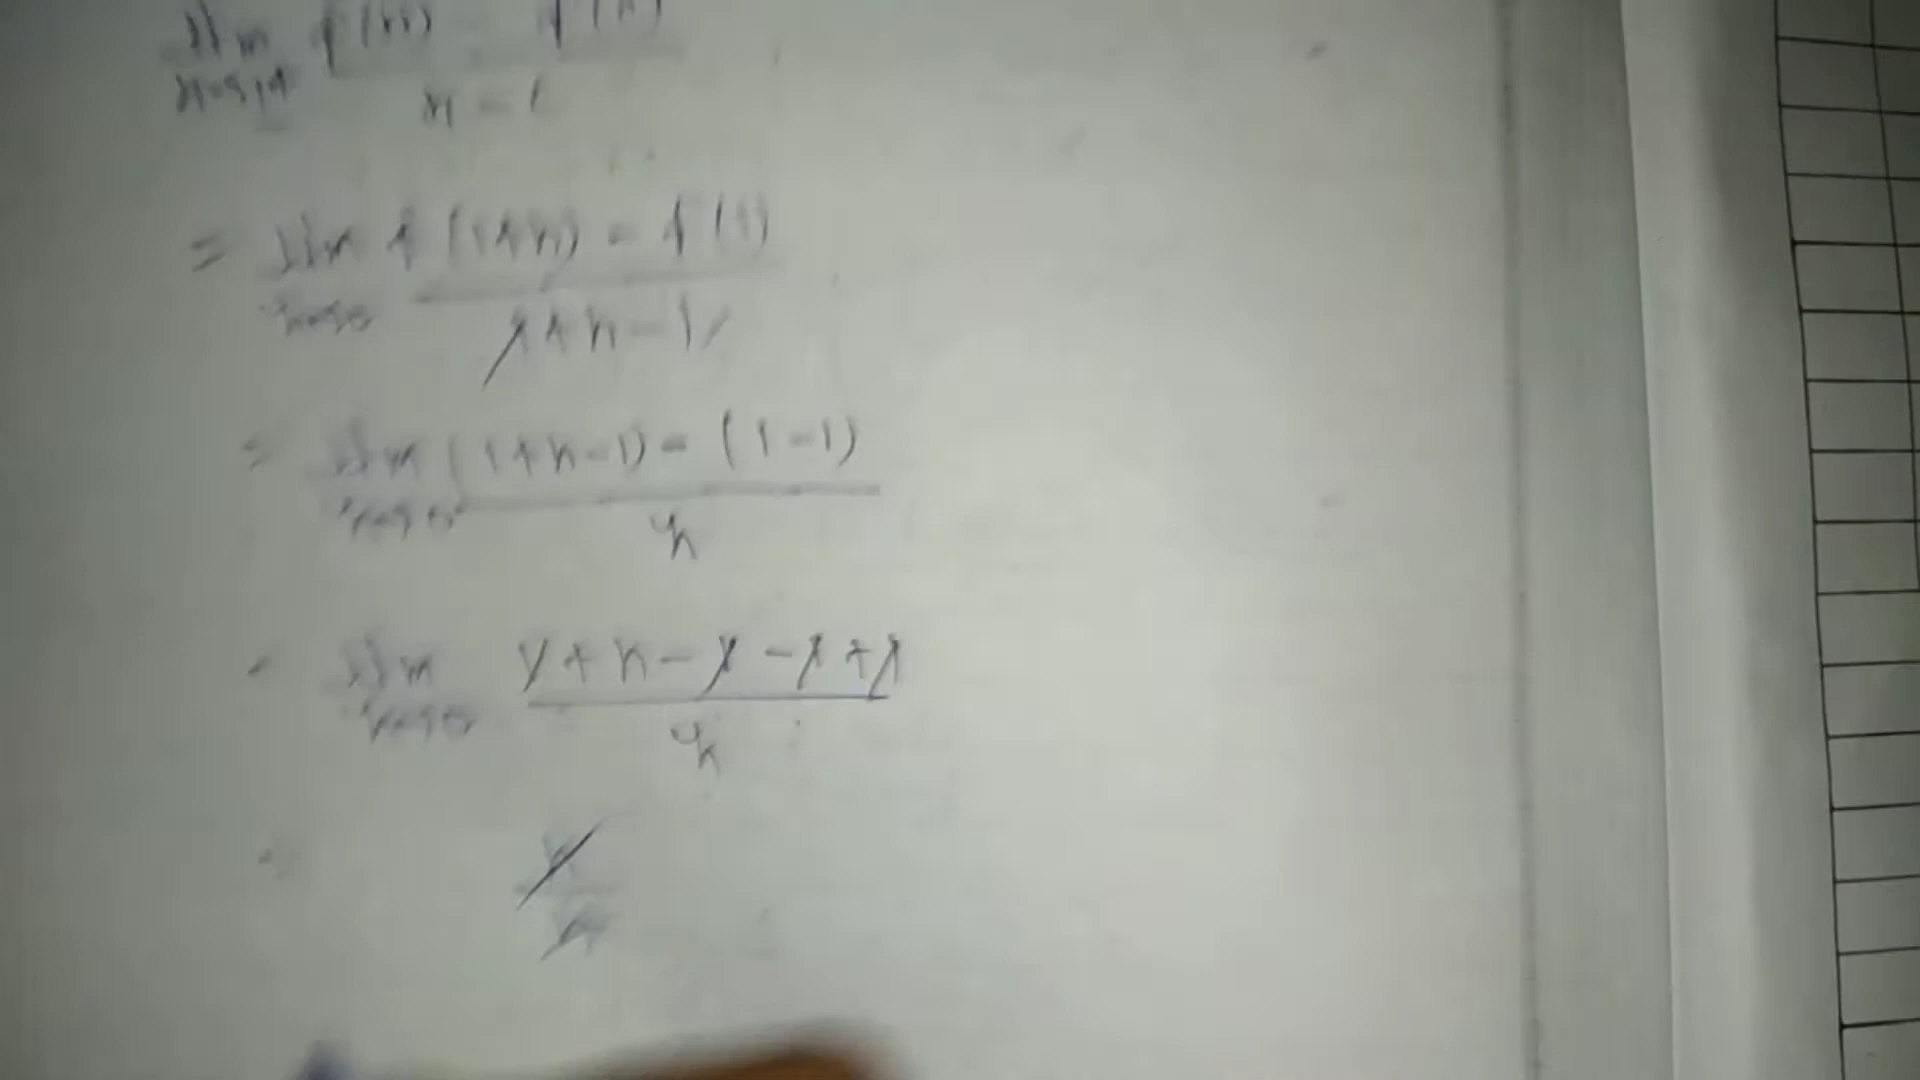 lim f(x) - f(1)
x→1+ x - 1
= lim f(1+h) - f(1)
h→0 1+h-1
= lim (1+h-1) - (1-1)
h→0 h
= lim 1+h-1-1+1
h→0 h
= h
h